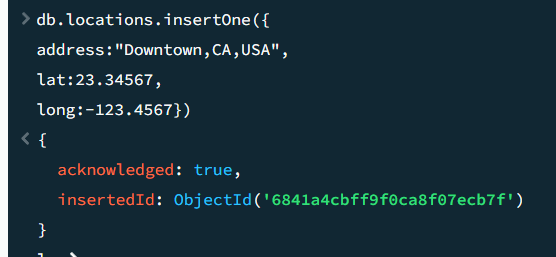 > db.locations.insertOne({
address:"Downtown,CA,USA",
lat:23.34567,
long:-123.4567})
< {
acknowledged: true,
insertedId: ObjectId('6841a4cbff9f0ca8f07ecb7f')
}